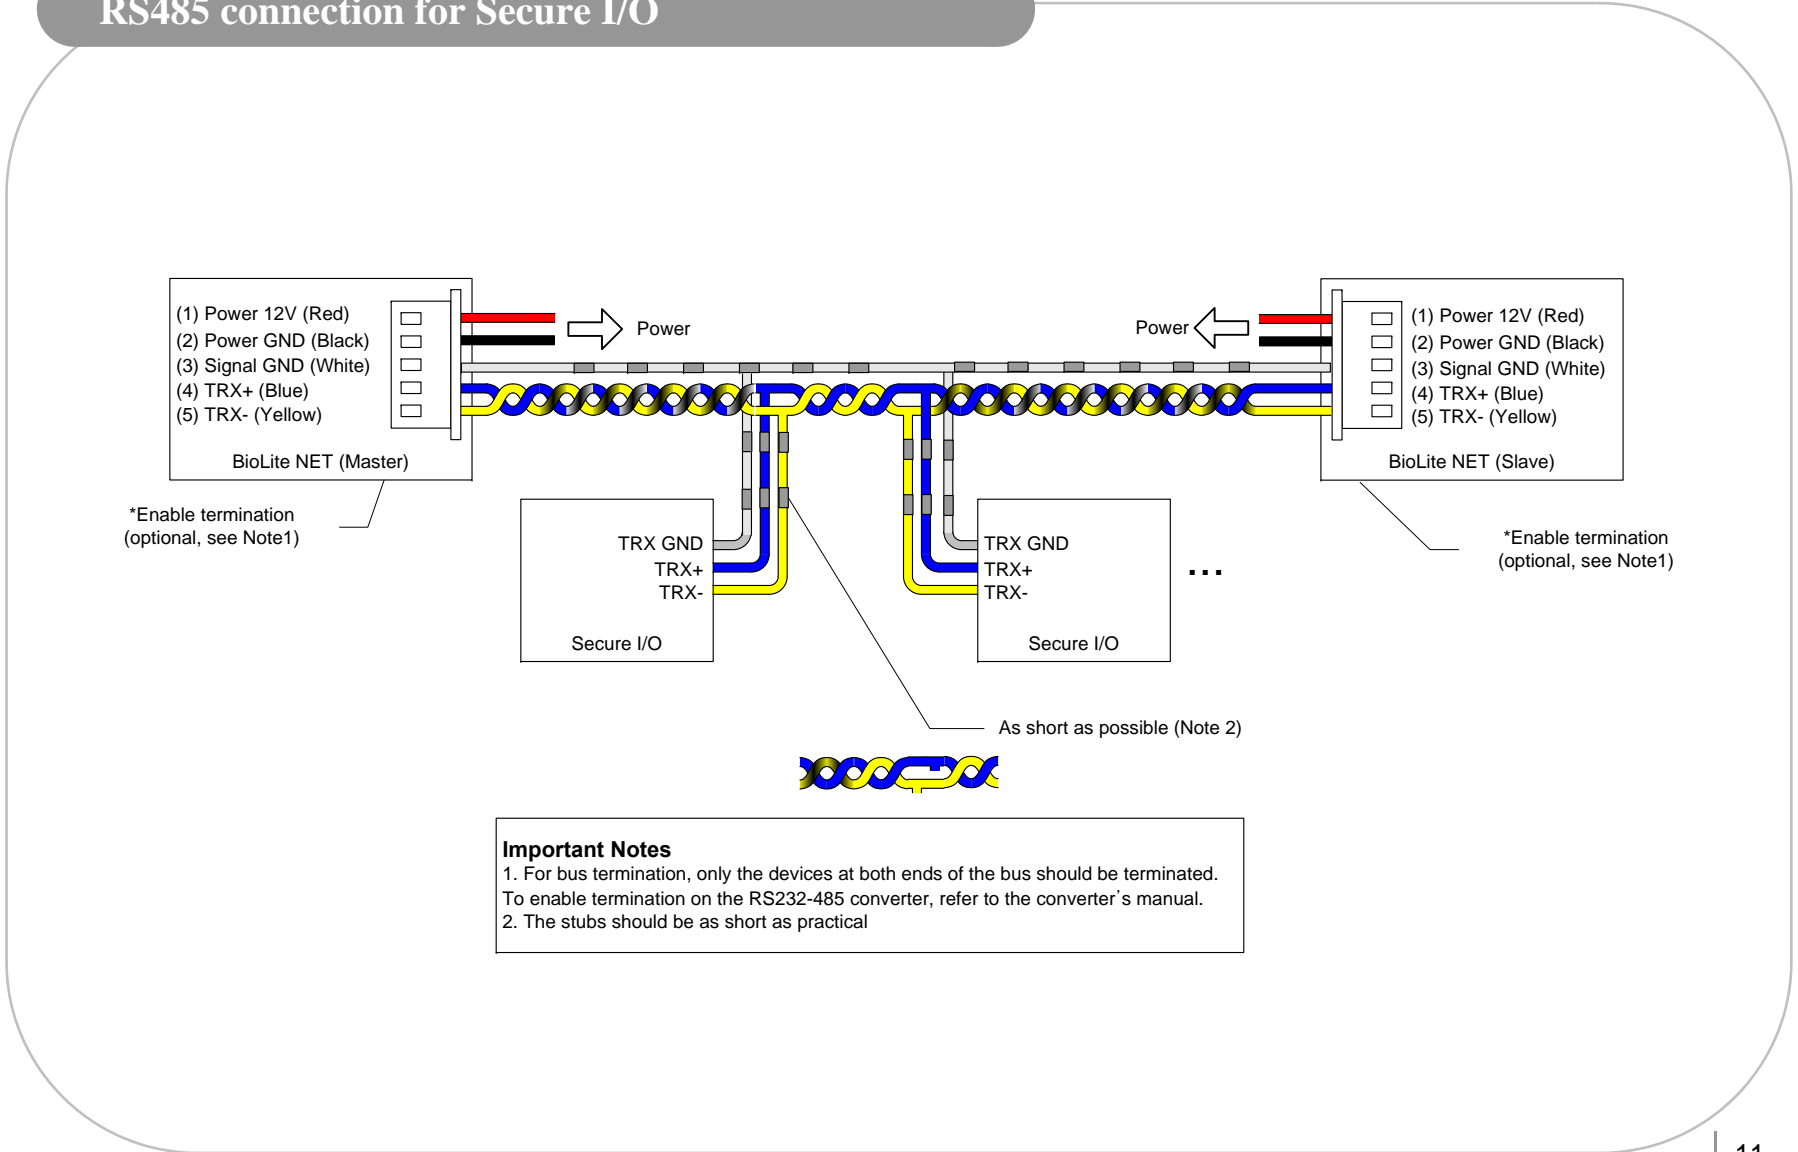 RS485 connection for Secure I/O
(1) Power 12V (Red)
(2) Power GND (Black)
(3) Signal GND (White)
(4) TRX+ (Blue)
(5) TRX- (Yellow)
BioLite NET (Master)
Power
Power
(1) Power 12V (Red)
(2) Power GND (Black)
(3) Signal GND (White)
(4) TRX+ (Blue)
(5) TRX- (Yellow)
BioLite NET (Slave)
*Enable termination
(optional, see Note1)
TRX GND
TRX+
TRX-
Secure I/O
TRX GND
TRX+
TRX-
Secure I/O
...
*Enable termination
(optional, see Note1)
As short as possible (Note 2)
Important Notes
1. For bus termination, only the devices at both ends of the bus should be terminated.
To enable termination on the RS232-485 converter, refer to the converter’s manual.
2. The stubs should be as short as practical
11